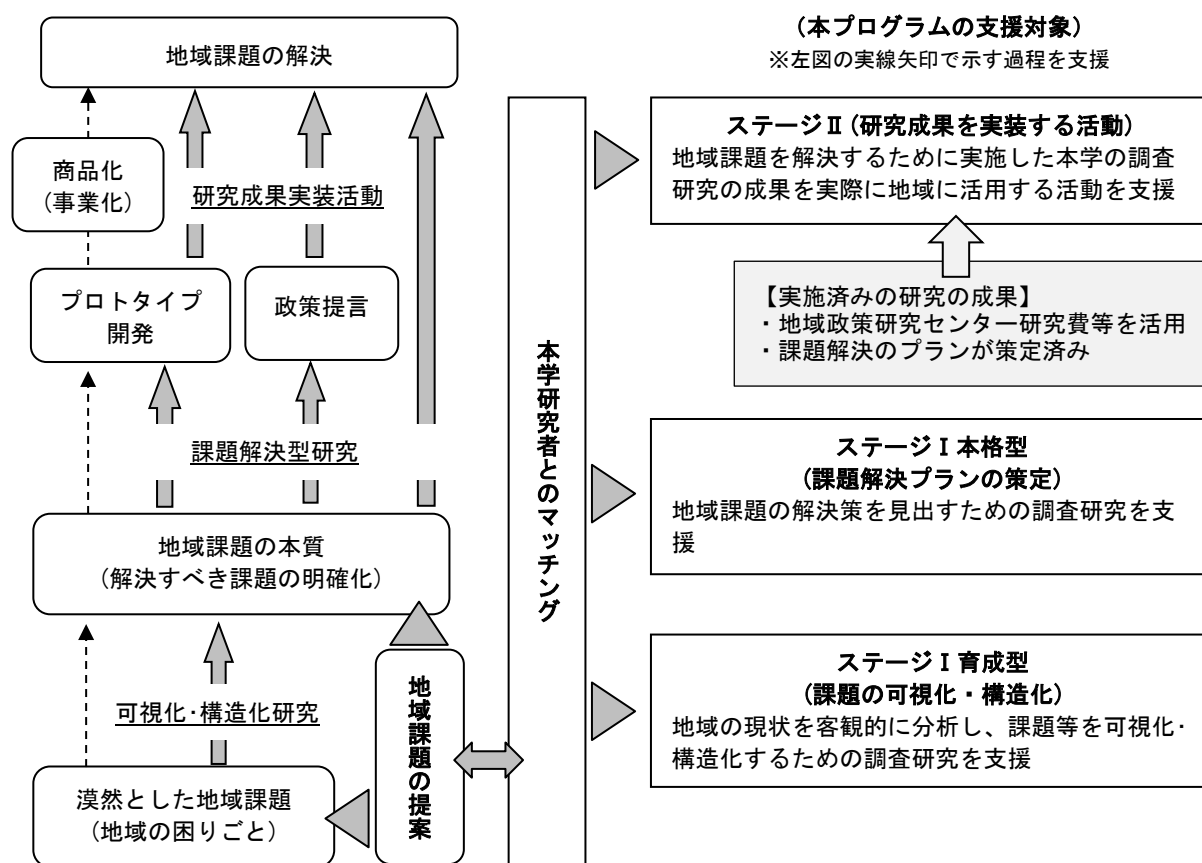 地域課題の解決
商品化
(事業化)
研究成果実装活動
プロトタイプ
開発
政策提言
課題解決型研究
地域課題の本質
(解決すべき課題の明確化)
可視化･構造化研究
漠然とした地域課題
(地域の困りごと)
地域課題の提案
本学研究者とのマッチング
(本プログラムの支援対象)
※左図の実線矢印で示す過程を支援
ステージⅡ(研究成果を実装する活動)
地域課題を解決するために実施した本学の調査
研究の成果を実際に地域に活用する活動を支援
【実施済みの研究の成果】
・地域政策研究センター研究費等を活用
・課題解決のプランが策定済み
ステージⅠ本格型
(課題解決プランの策定)
地域課題の解決策を見出すための調査研究を支
援
ステージⅠ育成型
(課題の可視化・構造化)
地域の現状を客観的に分析し、課題等を可視化･
構造化するための調査研究を支援